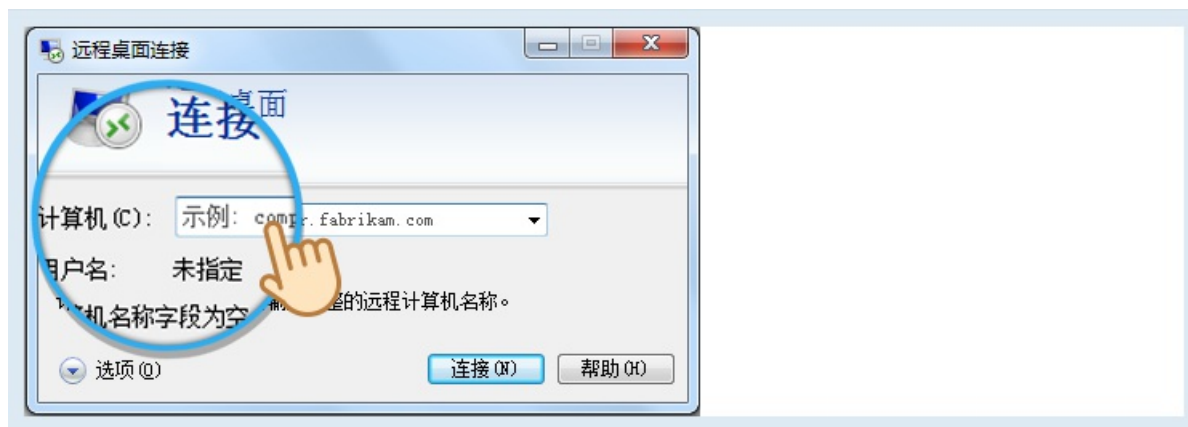 远程桌面连接
桌面
连接
计算机(C): 示例: compr.fabrikam.com
用户名: 未指定
机名称字段为空 整的远程计算机名称。
选项(O) 连接(N) 帮助(H)